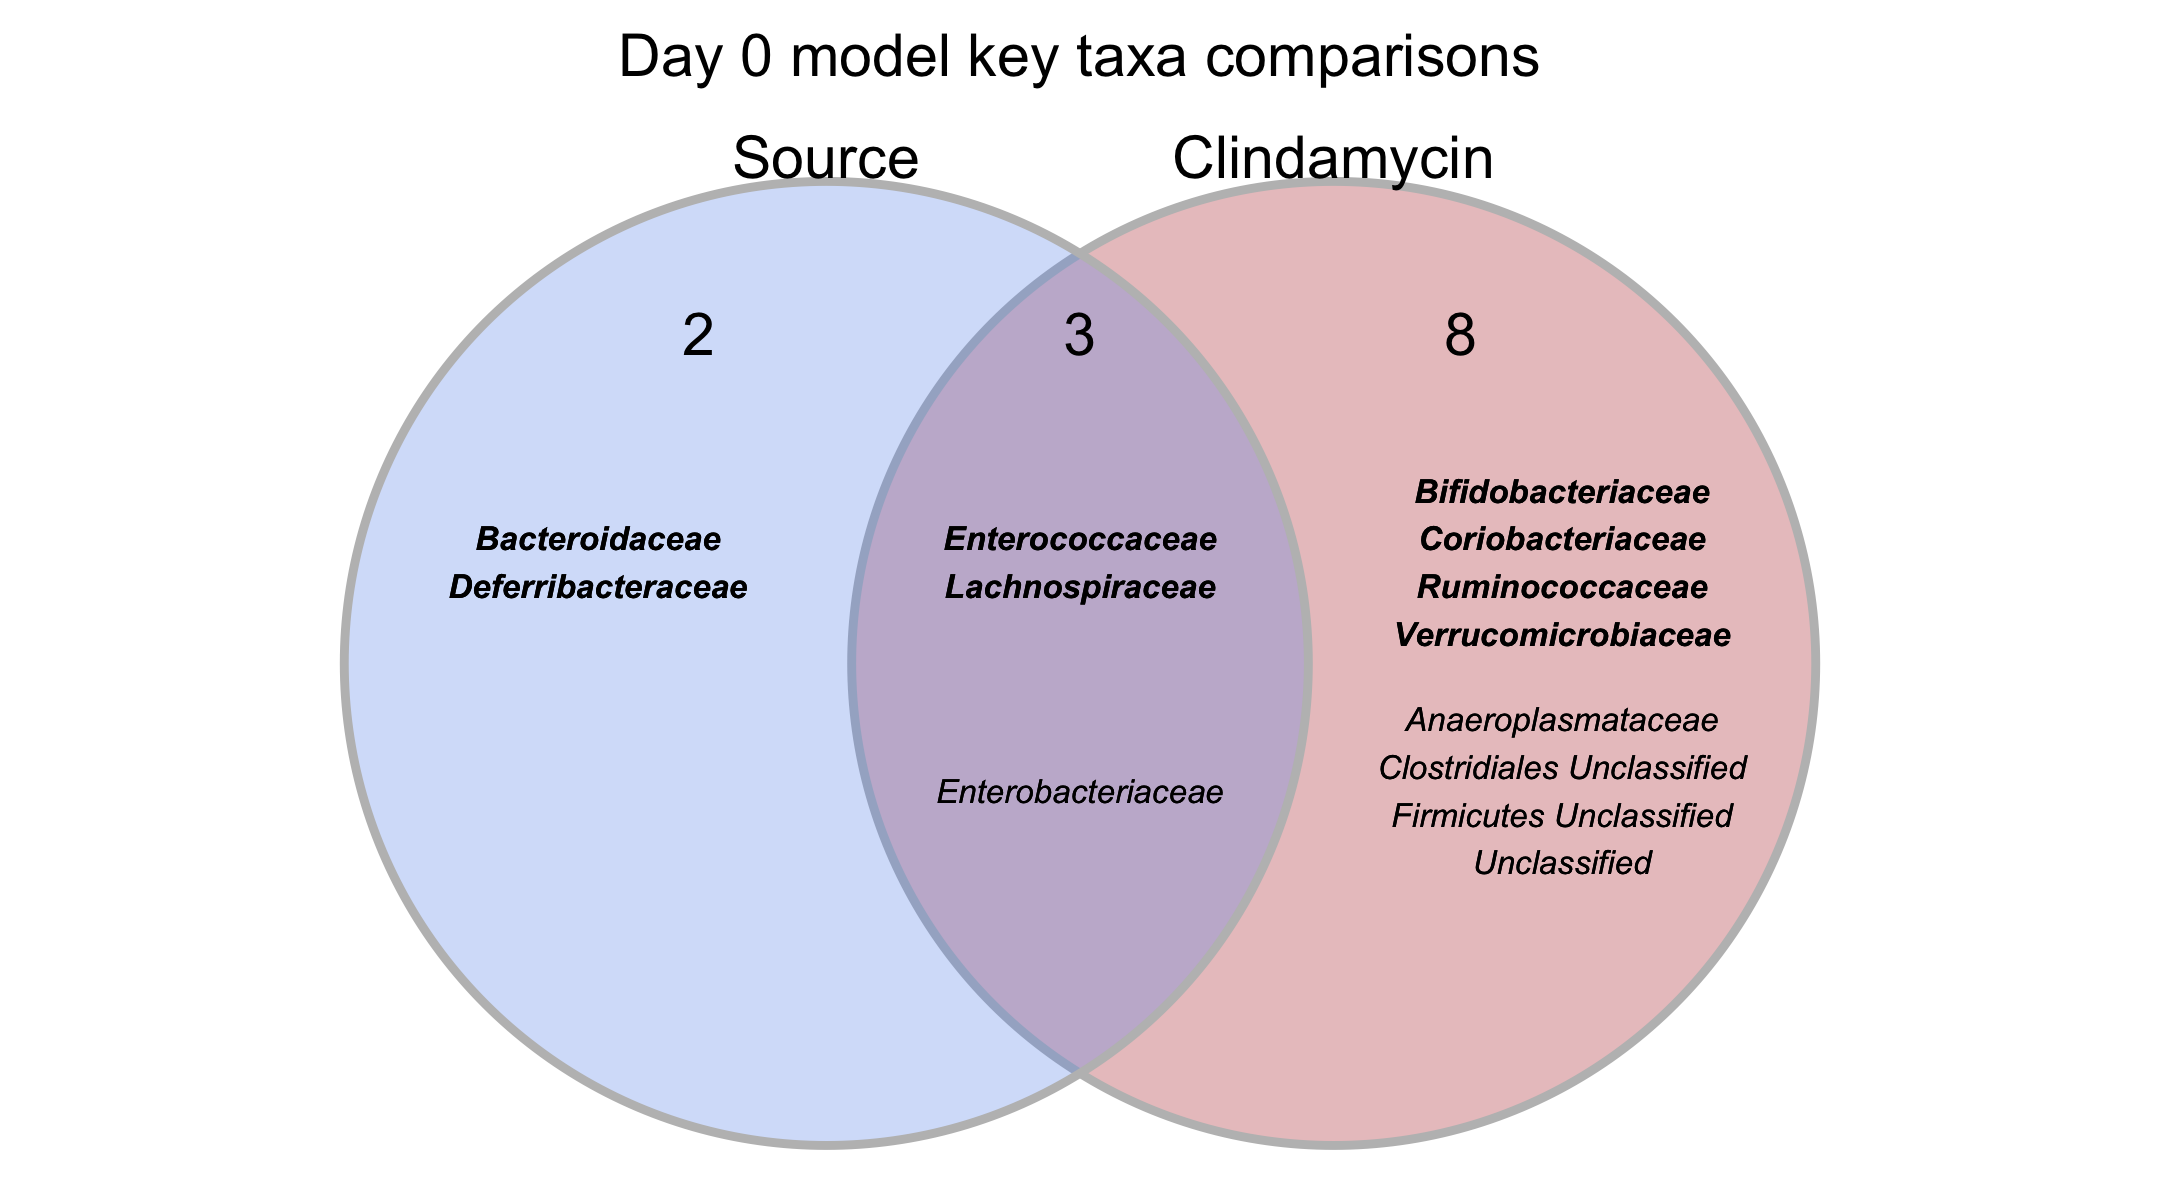 Day 0 model key taxa comparisons
Source
Clindamycin
2
3
8
Bacteroidaceae
Deferribacteraceae
Enterococcaceae
Lachnospiraceae
Enterobacteriaceae
Bifidobacteriaceae
Coriobacteriaceae
Ruminococcaceae
Verrucomicrobiaceae
Anaeroplasmataceae
Clostridiales Unclassified
Firmicutes Unclassified
Unclassified